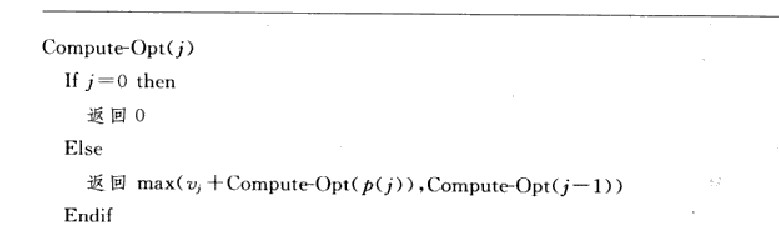 Compute-Opt(j)
If j=0 then
返回 0
Else
返回 max(vj+Compute-Opt(p(j)),Compute-Opt(j-1))
Endif